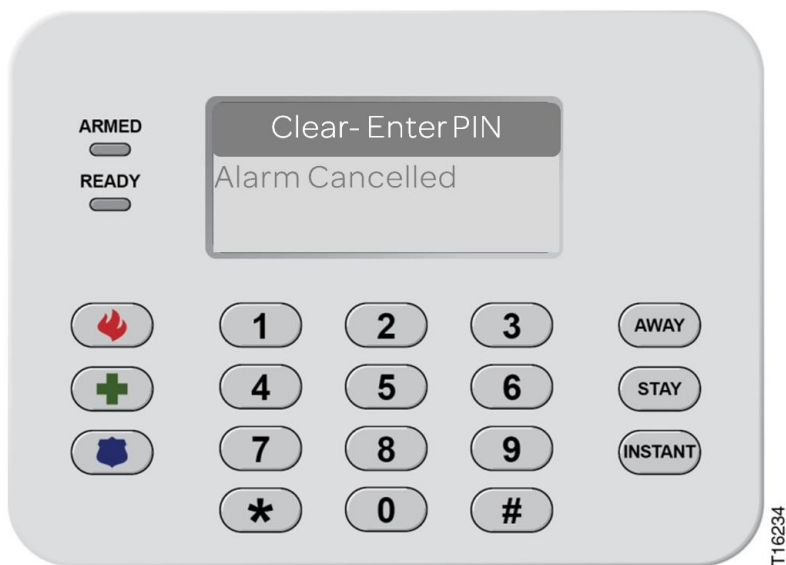 ARMED
READY
Clear- Enter PIN
Alarm Cancelled
1 2 3 AWAY
4 5 6 STAY
7 8 9 INSTANT
* 0 #
T16234